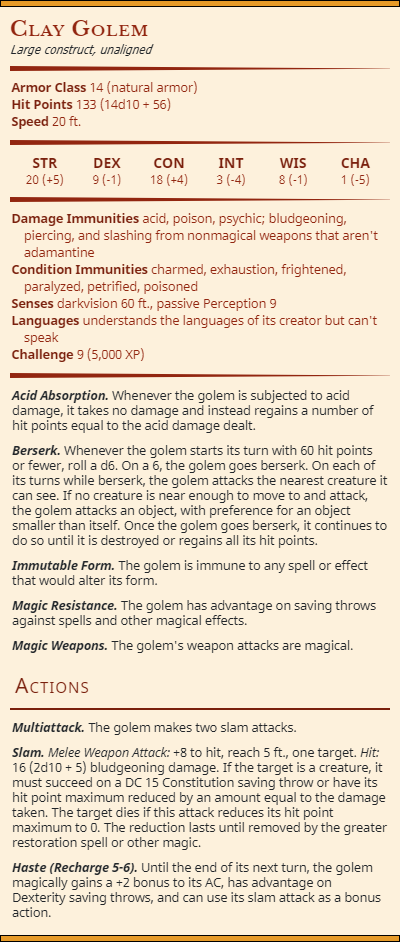 Clay Golem
Large construct, unaligned
Armor Class 14 (natural armor)
Hit Points 133 (14d10 + 56)
Speed 20 ft.
STR DEX CON INT WIS CHA
20 (+5) 9 (-1) 18 (+4) 3 (-4) 8 (-1) 1 (-5)
Damage Immunities acid, poison, psychic; bludgeoning,
piercing, and slashing from nonmagical weapons that aren't
adamantine
Condition Immunities charmed, exhaustion, frightened,
paralyzed, petrified, poisoned
Senses darkvision 60 ft., passive Perception 9
Languages understands the languages of its creator but can't
speak
Challenge 9 (5,000 XP)
Acid Absorption. Whenever the golem is subjected to acid
damage, it takes no damage and instead regains a number of
hit points equal to the acid damage dealt.
Berserk. Whenever the golem starts its turn with 60 hit points
or fewer, roll a d6. On a 6, the golem goes berserk. On each of
its turns while berserk, the golem attacks the nearest creature it
can see. If no creature is near enough to move to and attack,
the golem attacks an object, with preference for an object
smaller than itself. Once the golem goes berserk, it continues to
do so until it is destroyed or regains all its hit points.
Immutable Form. The golem is immune to any spell or effect
that would alter its form.
Magic Resistance. The golem has advantage on saving throws
against spells and other magical effects.
Magic Weapons. The golem's weapon attacks are magical.
Actions
Multiattack. The golem makes two slam attacks.
Slam. Melee Weapon Attack: +8 to hit, reach 5 ft., one target. Hit:
16 (2d10 + 5) bludgeoning damage. If the target is a creature, it
must succeed on a DC 15 Constitution saving throw or have its
hit point maximum reduced by an amount equal to the damage
taken. The target dies if this attack reduces its hit point
maximum to 0. The reduction lasts until removed by the greater
restoration spell or other magic.
Haste (Recharge 5-6). Until the end of its next turn, the golem
magically gains a +2 bonus to its AC, has advantage on
Dexterity saving throws, and can use its slam attack as a bonus
action.